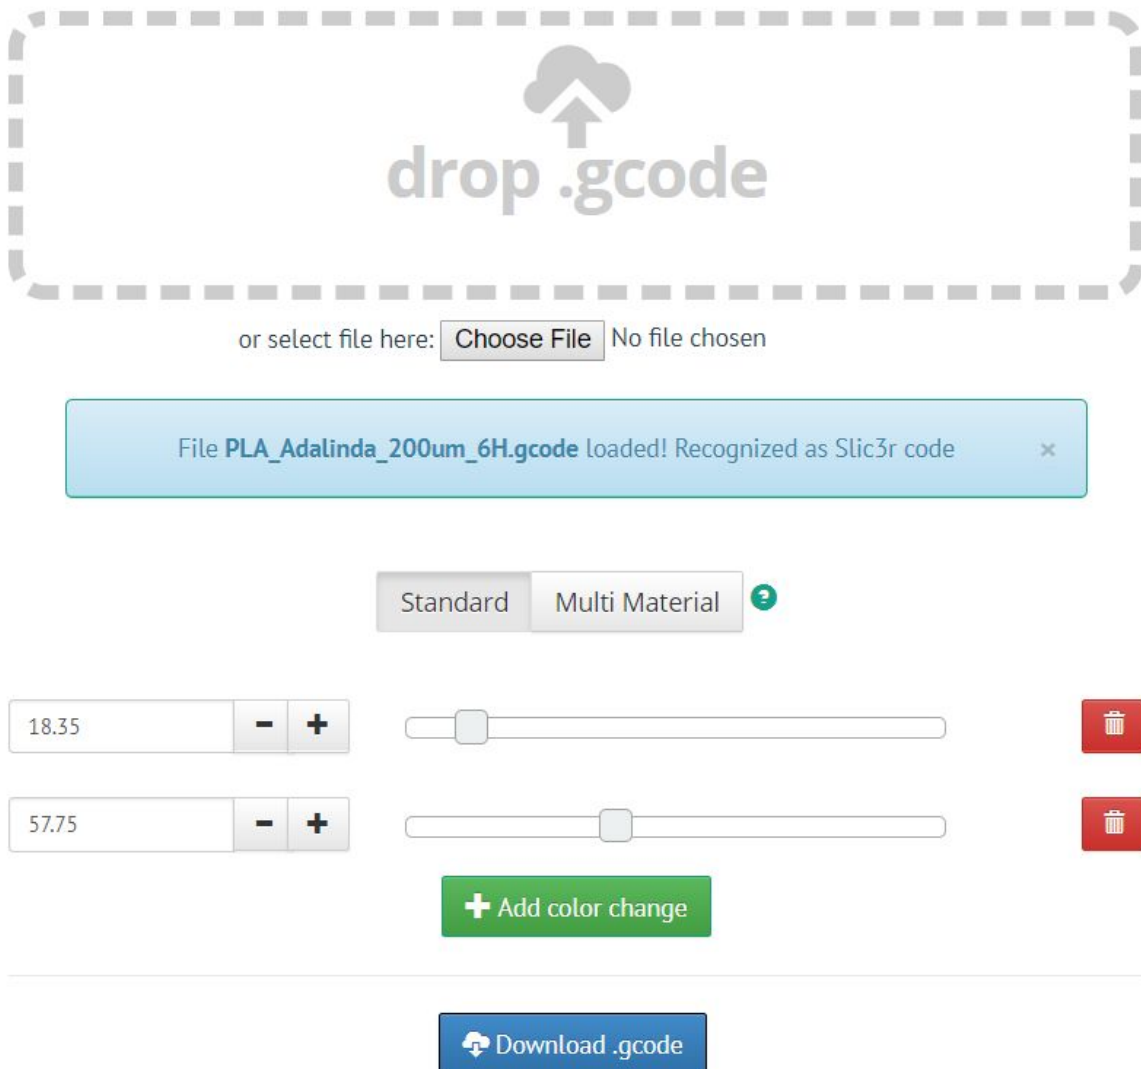 drop .gcode
or select file here: Choose File No file chosen
File PLA_Adalinda_200um_6H.gcode loaded! Recognized as Slic3r code ×
Standard Multi Material ?
18.35 - +
57.75 - +
+ Add color change
Download .gcode